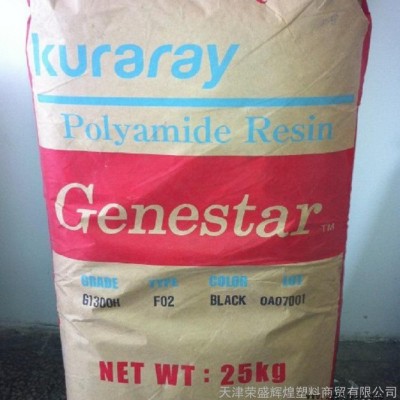 kuraray
Polyamide Resin
Genestar™
GRADE TYPE COLOR LOT
G1300H F02 BLACK 0A07001
NET WT: 25kg
天津荣盛辉煌塑料商贸有限公司